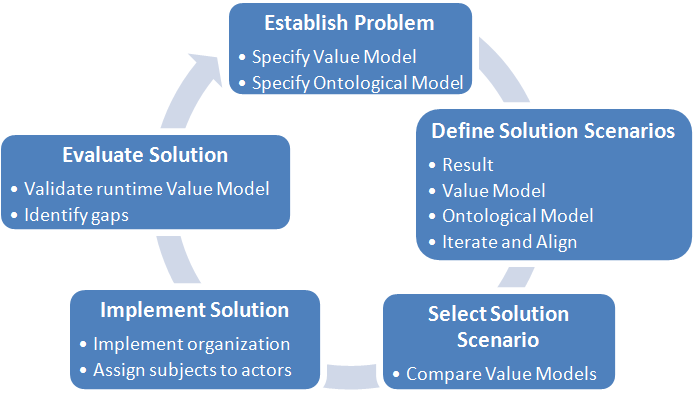 Establish Problem
• Specify Value Model
• Specify Ontological Model
Define Solution Scenarios
• Result
• Value Model
• Ontological Model
• Iterate and Align
Select Solution
Scenario
• Compare Value Models
Implement Solution
• Implement organization
• Assign subjects to actors
Evaluate Solution
• Validate runtime Value Model
• Identify gaps